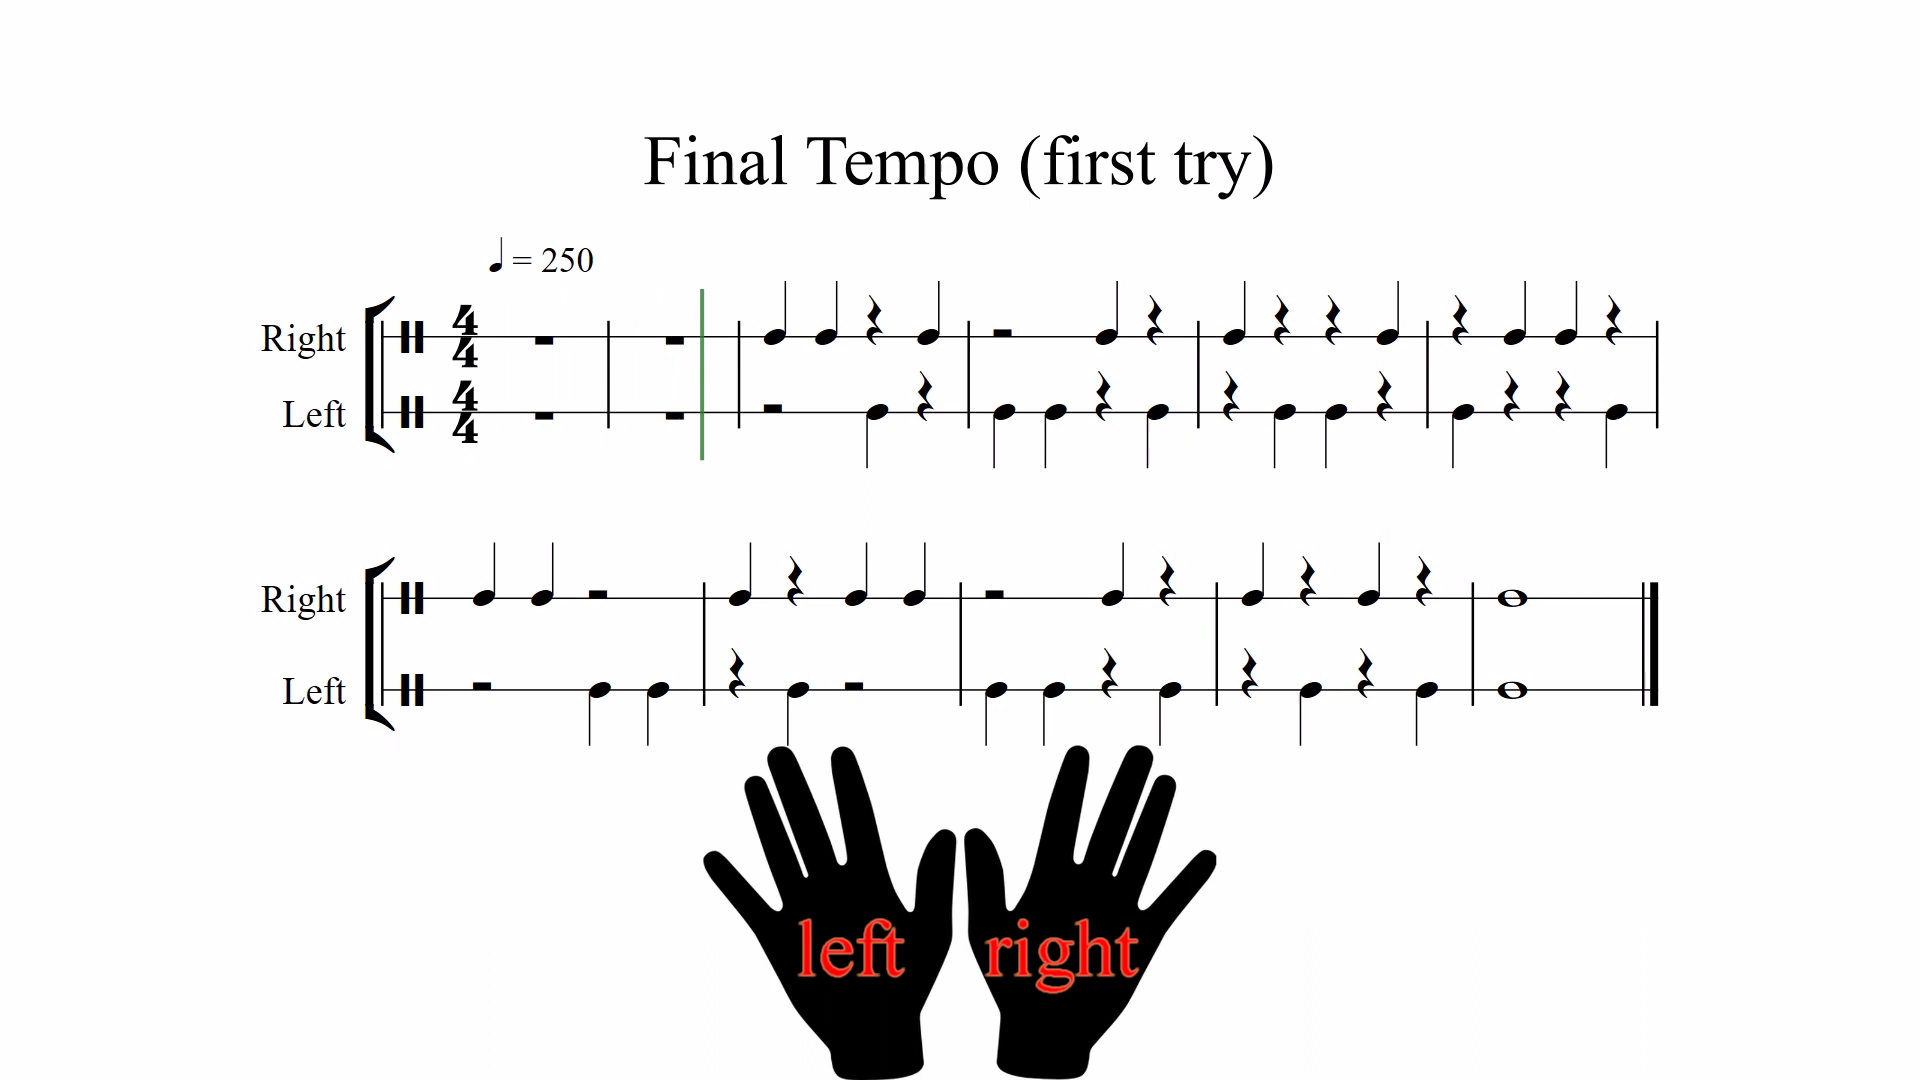 Final Tempo (first try)
♩ = 250
Right 4/4
Left 4/4
Right
Left
left right